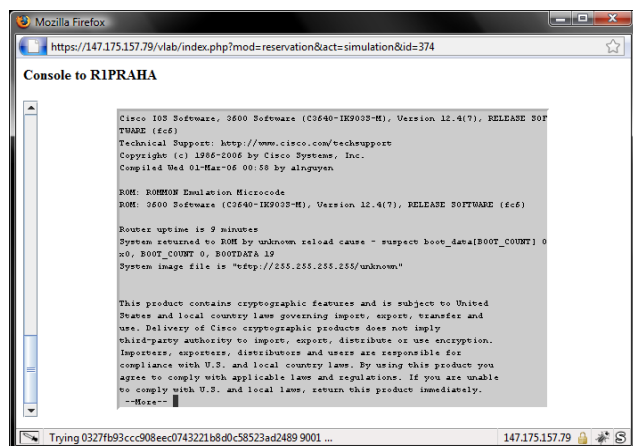 Mozilla Firefox
https://147.175.157.79/vlab/index.php?mod=reservation&act=simulation&id=374
Console to R1PRAHA
Cisco IOS Software, 3600 Software (C3640-IK9O3S-M), Version 12.4(7), RELEASE SOF
TWARE (fc6)
Technical Support: http://www.cisco.com/techsupport
Copyright (c) 1986-2006 by Cisco Systems, Inc.
Compiled Wed 01-Mar-06 00:58 by alnguyen
ROM: ROMMON Emulation Microcode
ROM: 3600 Software (C3640-IK9O3S-M), Version 12.4(7), RELEASE SOFTWARE (fc6)
Router uptime is 9 minutes
System returned to ROM by unknown reload cause - suspect boot_data[BOOT_COUNT] 0
x0, BOOT_COUNT 0, BOOTDATA 19
System image file is "tftp://255.255.255.255/unknown"
This product contains cryptographic features and is subject to United
States and local country laws governing import, export, transfer and
use. Delivery of Cisco cryptographic products does not imply
third-party authority to import, export, distribute or use encryption.
Importers, exporters, distributors and users are responsible for
compliance with U.S. and local country laws. By using this product you
agree to comply with applicable laws and regulations. If you are unable
to comply with U.S. and local laws, return this product immediately.
--More--
Trying 0327fb93ccc908eec0743221b8d0c58523ad2489 9001 ...
147.175.157.79